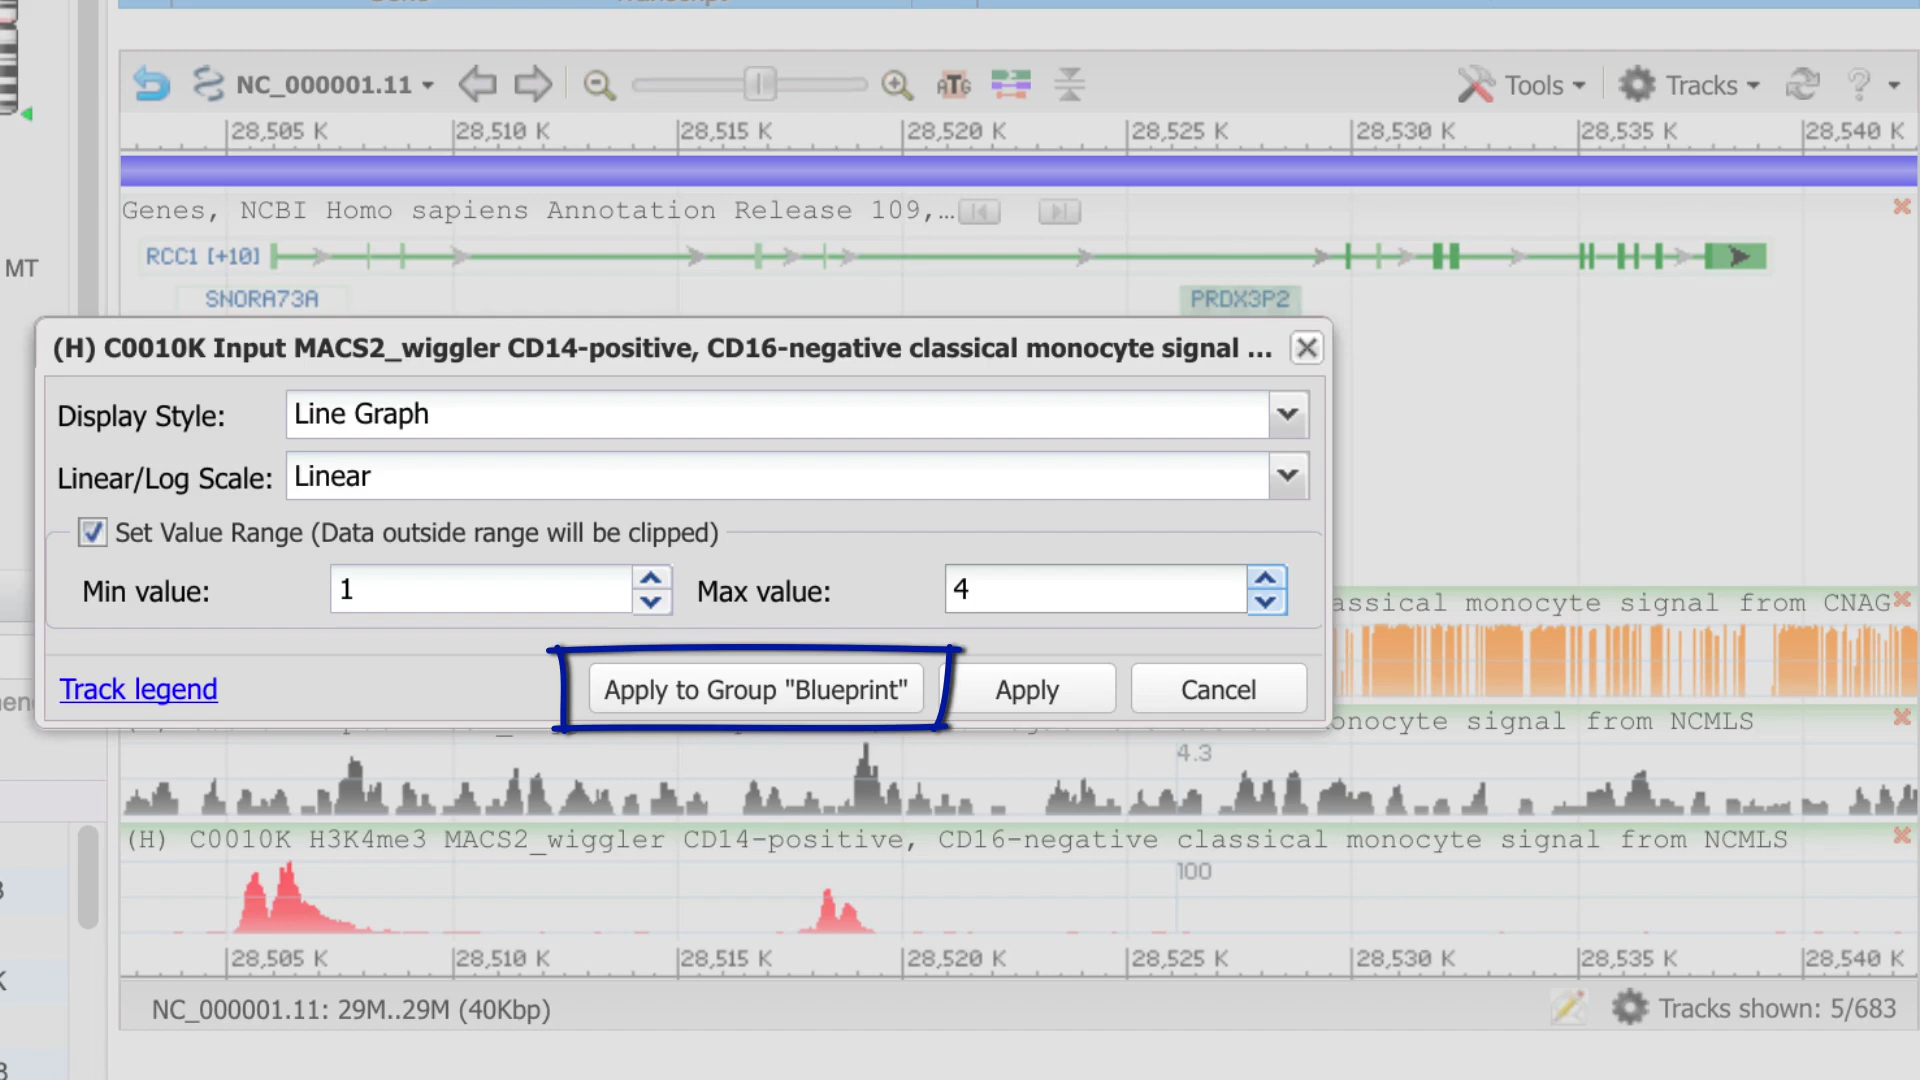 NC_000001.11
ATG
Tools
Tracks
?
28,505 K
28,510 K
28,515 K
28,520 K
28,525 K
28,530 K
28,535 K
28,540 K
Genes, NCBI Homo sapiens Annotation Release 109,…
RCC1 [+10]
MT
SNORA73A
PRDX3P2
(H) C0010K Input MACS2_wiggler CD14-positive, CD16-negative classical monocyte signal ...
Display Style:
Line Graph
Linear/Log Scale:
Linear
Set Value Range (Data outside range will be clipped)
Min value:
1
Max value:
4
assical monocyte signal from CNAG
Track legend
Apply to Group "Blueprint"
Apply
Cancel
onocyte signal from NCMLS
4.3
(H) C0010K H3K4me3 MACS2_wiggler CD14-positive, CD16-negative classical monocyte signal from NCMLS
100
28,505 K
28,510 K
28,515 K
28,520 K
28,525 K
28,530 K
28,535 K
28,540 K
NC_000001.11: 29M..29M (40Kbp)
Tracks shown: 5/683